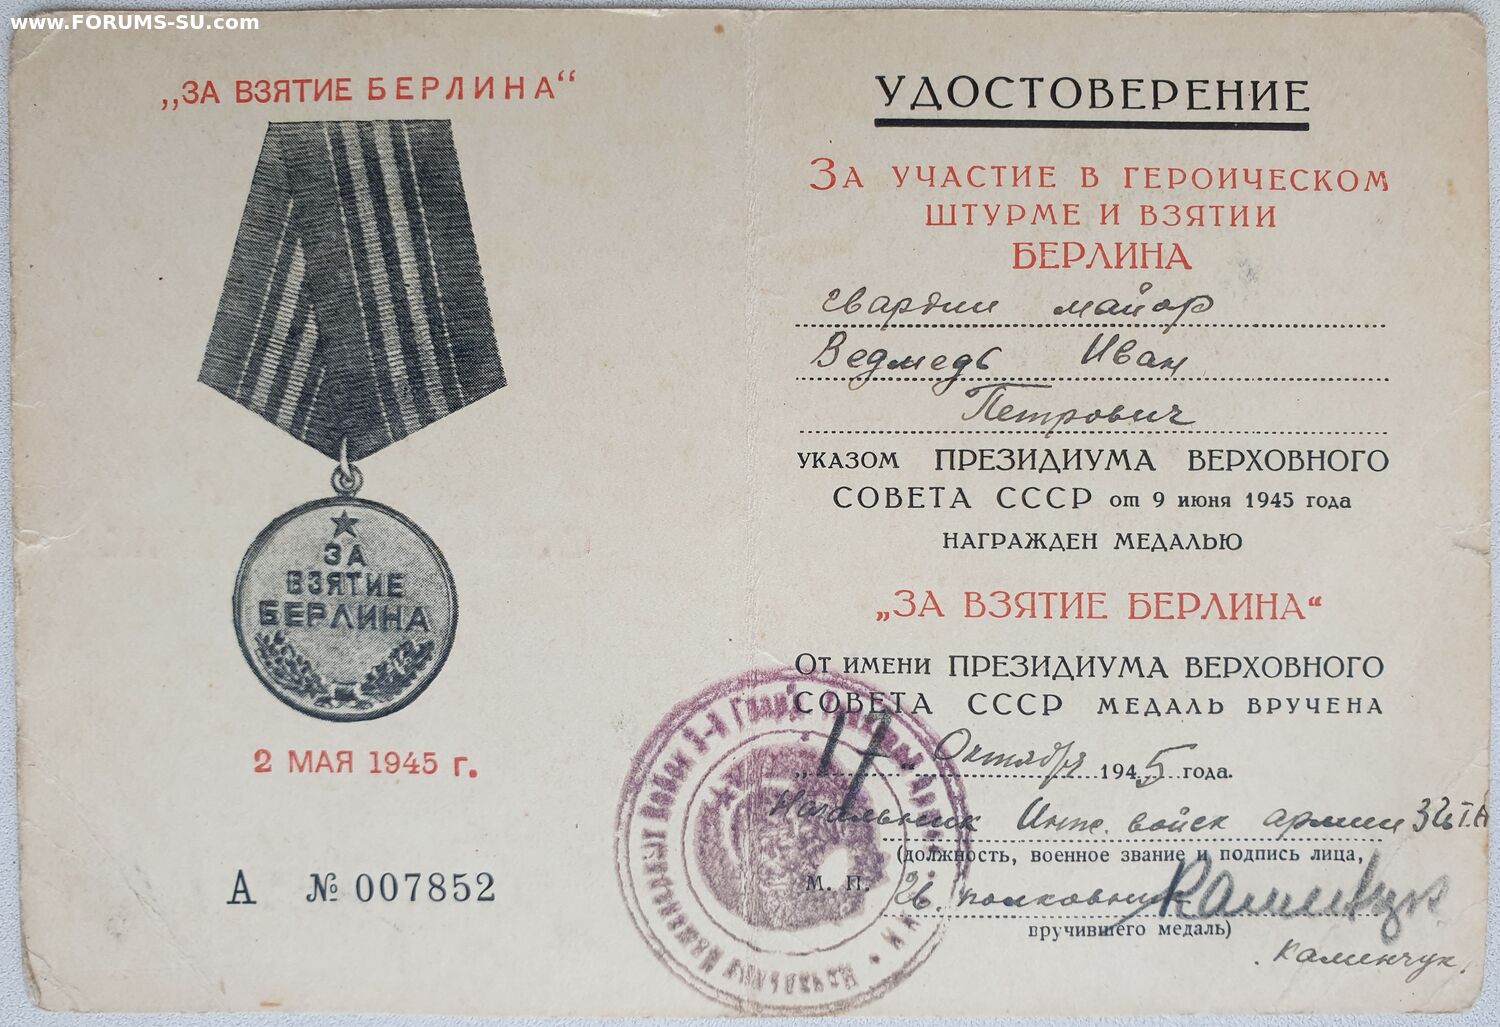 www.FORUMS-SU.com
„ЗА ВЗЯТИЕ БЕРЛИНА“
ЗА
ВЗЯТИЕ
БЕРЛИНА
2 МАЯ 1945 г.
А № 007852
УДОСТОВЕРЕНИЕ
ЗА УЧАСТИЕ В ГЕРОИЧЕСКОМ
ШТУРМЕ И ВЗЯТИИ
БЕРЛИНА
гвардии майор
Ведмедь Иван
Петрович
УКАЗОМ ПРЕЗИДИУМА ВЕРХОВНОГО
СОВЕТА СССР от 9 июня 1945 года
НАГРАЖДЕН МЕДАЛЬЮ
„ЗА ВЗЯТИЕ БЕРЛИНА“
ОТ ИМЕНИ ПРЕЗИДИУМА ВЕРХОВНОГО
СОВЕТА СССР МЕДАЛЬ ВРУЧЕНА
„17“ Октября 1945 года.
Начальник Инж. войск армии
(должность, военное звание и подпись лица,
М. П. Гв. полковник
вручившего медаль)
Каминчук